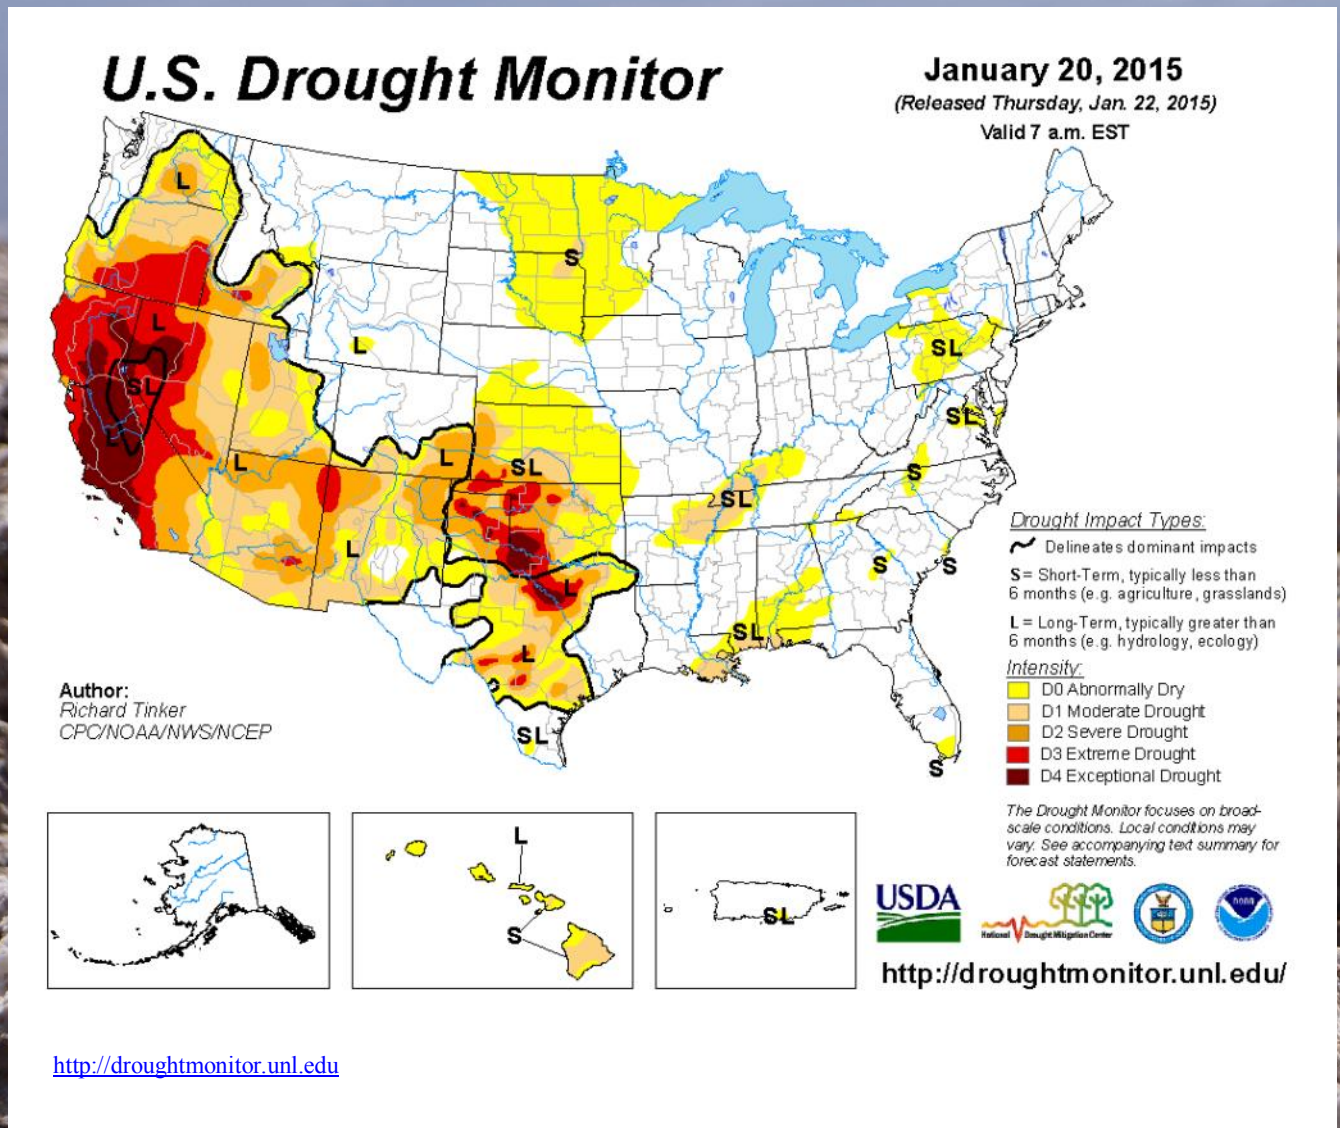 U.S. Drought Monitor
January 20, 2015
(Released Thursday, Jan. 22, 2015)
Valid 7 a.m. EST
L
S
L
L
SL
SL
SL
L
L
SL
S
SL
L
L
S
S
SL
L
SL
S
Drought Impact Types:
Delineates dominant impacts
S = Short-Term, typically less than
6 months (e.g. agriculture, grasslands)
L = Long-Term, typically greater than
6 months (e.g. hydrology, ecology)
Intensity:
D0 Abnormally Dry
D1 Moderate Drought
D2 Severe Drought
D3 Extreme Drought
D4 Exceptional Drought
Author:
Richard Tinker
CPC/NOAA/NWS/NCEP
The Drought Monitor focuses on broad-
scale conditions. Local conditions may
vary. See accompanying text summary for
forecast statements.
L
S
SL
USDA
National Drought Mitigation Center
noaa
http://droughtmonitor.unl.edu/
http://droughtmonitor.unl.edu